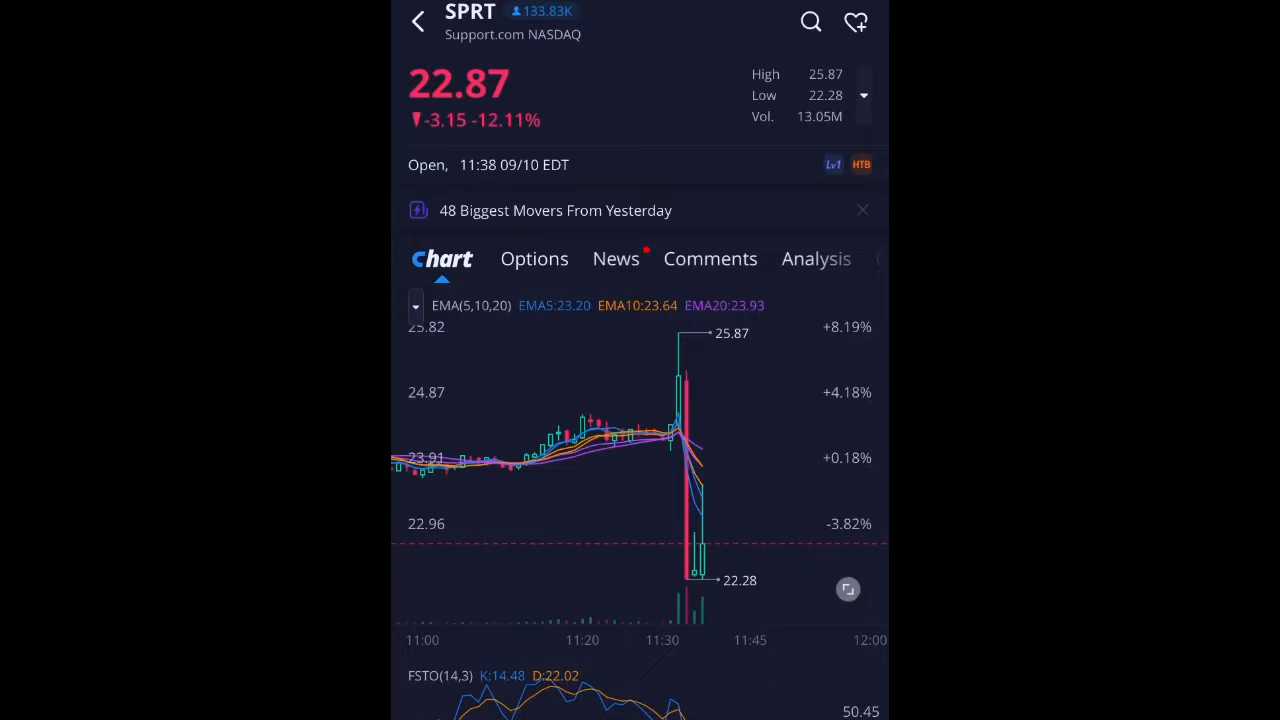 SPRT 133.83K
Support.com NASDAQ
22.87
-3.15 -12.11%
High 25.87
Low 22.28
Vol. 13.05M
Open, 11:38 09/10 EDT
Lv1 HTB
48 Biggest Movers From Yesterday
Chart Options News Comments Analysis
EMA(5,10,20) EMA5:23.20 EMA10:23.64 EMA20:23.93
25.82 +8.19%
25.87
24.87 +4.18%
23.91 +0.18%
22.96 -3.82%
22.28
11:00 11:20 11:30 11:45 12:00
FSTO(14,3) K:14.48 D:22.02
50.45